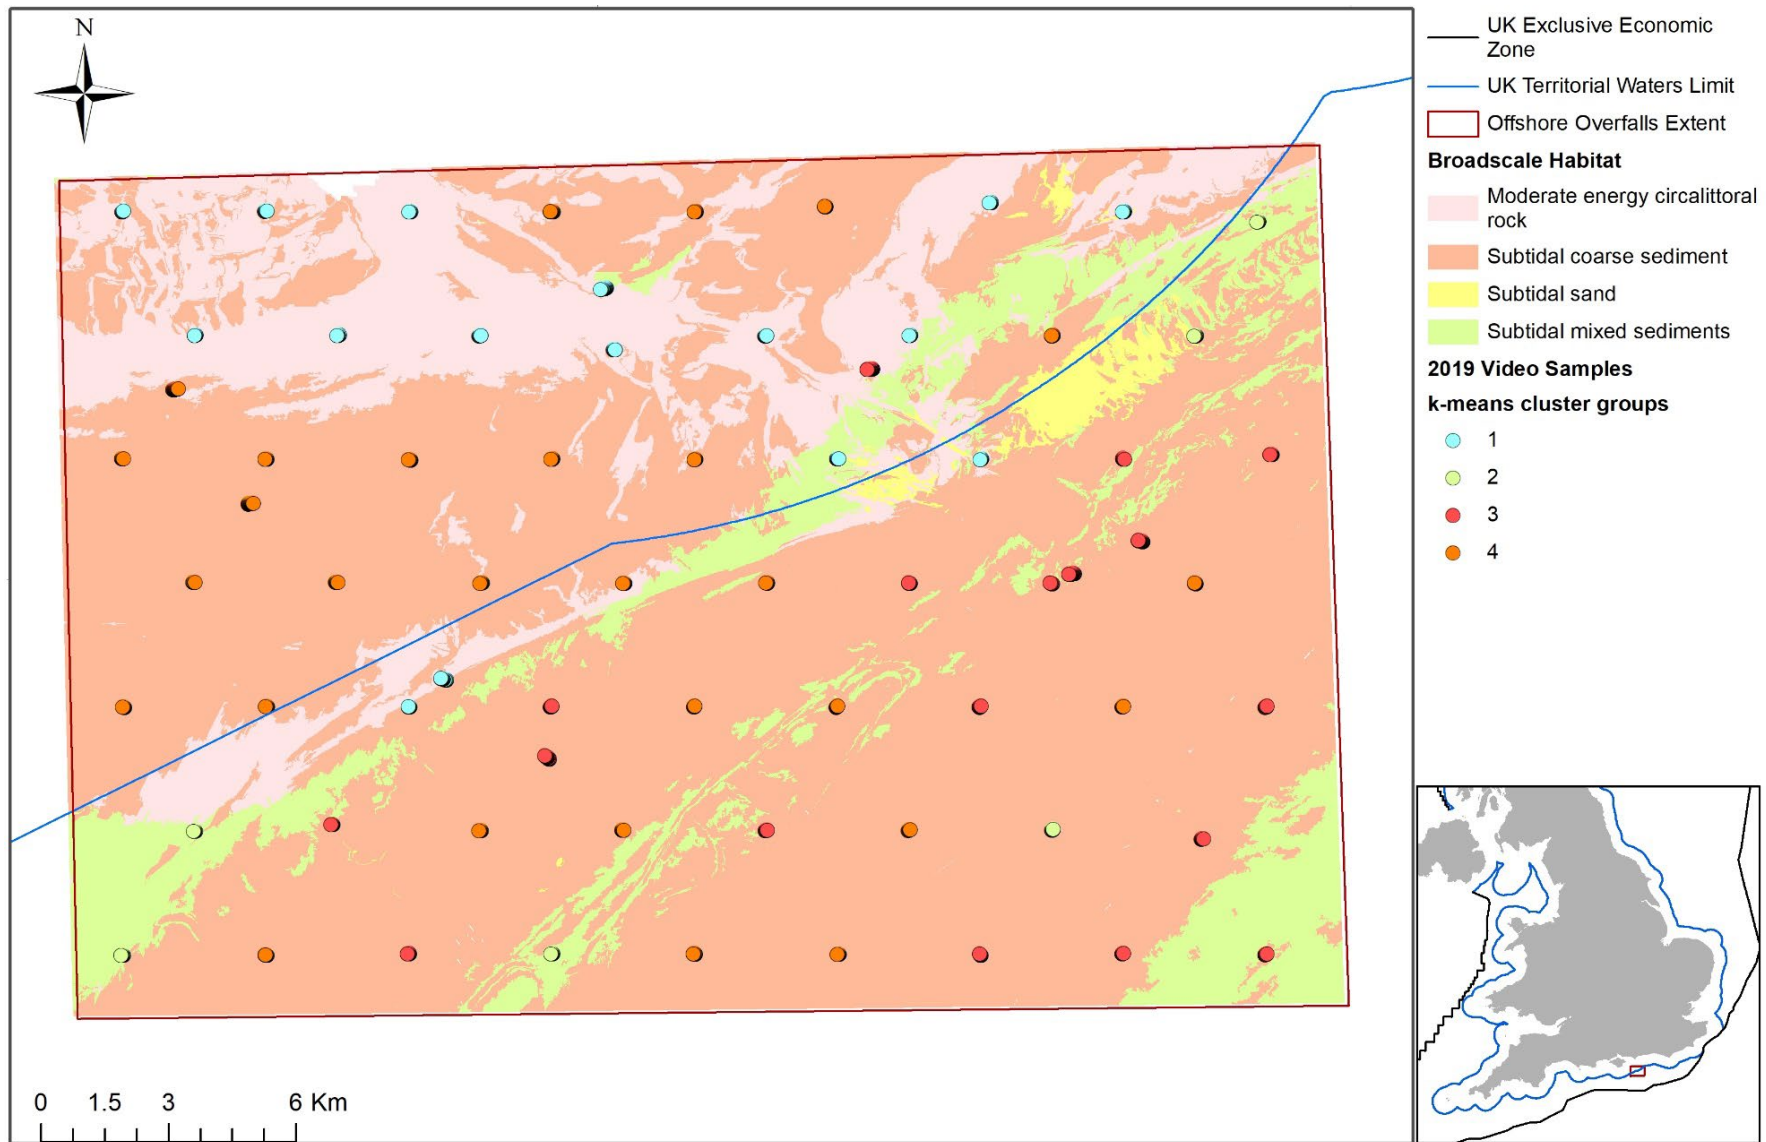 N
UK Exclusive Economic
Zone
UK Territorial Waters Limit
Offshore Overfalls Extent
Broadscale Habitat
Moderate energy circalittoral
rock
Subtidal coarse sediment
Subtidal sand
Subtidal mixed sediments
2019 Video Samples
k-means cluster groups
1
2
3
4
0 1.5 3 6 Km